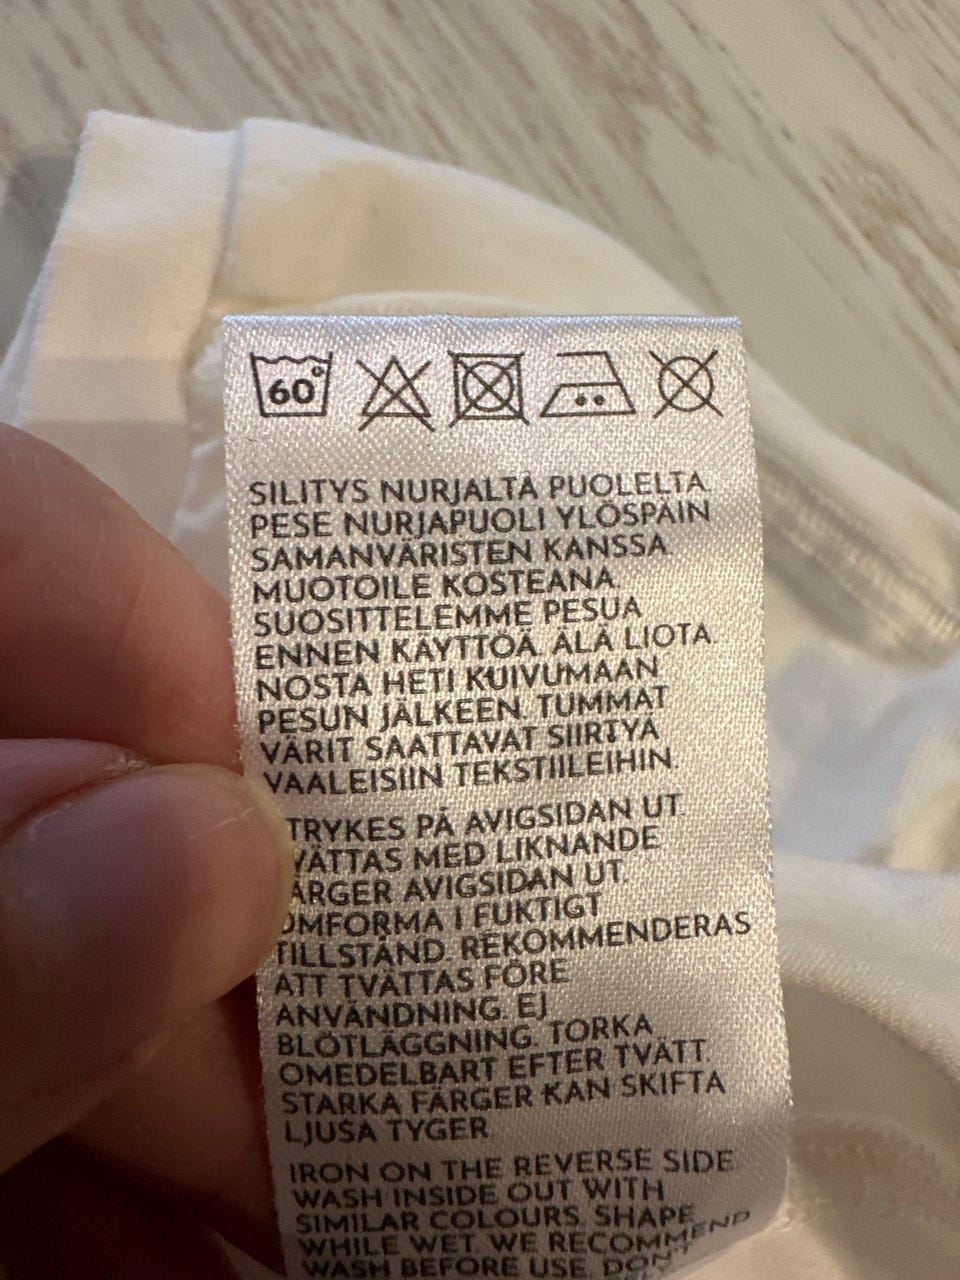 60°
SILITYS NURJALTA PUOLELTA.
PESE NURJAPUOLI YLÖSPÄIN
SAMANVÄRISTEN KANSSA.
MUOTOILE KOSTEANA.
SUOSITTELEMME PESUA
ENNEN KÄYTTÖÄ. ÄLÄ LIOTA.
NOSTA HETI KUIVUMAAN
PESUN JÄLKEEN. TUMMAT
VÄRIT SAATTAVAT SIIRTYÄ
VAALEISIIN TEKSTIILEIHIN.
TRYKES PÅ AVIGSIDAN UT.
VÄTTAS MED LIKNANDE
ÄRGER AVIGSIDAN UT.
OMFORMA I FUKTIGT
TILLSTÅND. REKOMMENDERAS
ATT TVÄTTAS FÖRE
ANVÄNDNING. EJ
BLÖTLÄGGNING. TORKA
OMEDELBART EFTER TVÄTT.
STARKA FÄRGER KAN SKIFTA
LJUSA TYGER.
IRON ON THE REVERSE SIDE.
WASH INSIDE OUT WITH
SIMILAR COLOURS. SHAPE
WHILE WET. WE RECOMMEND
WASH BEFORE USE. DON'T